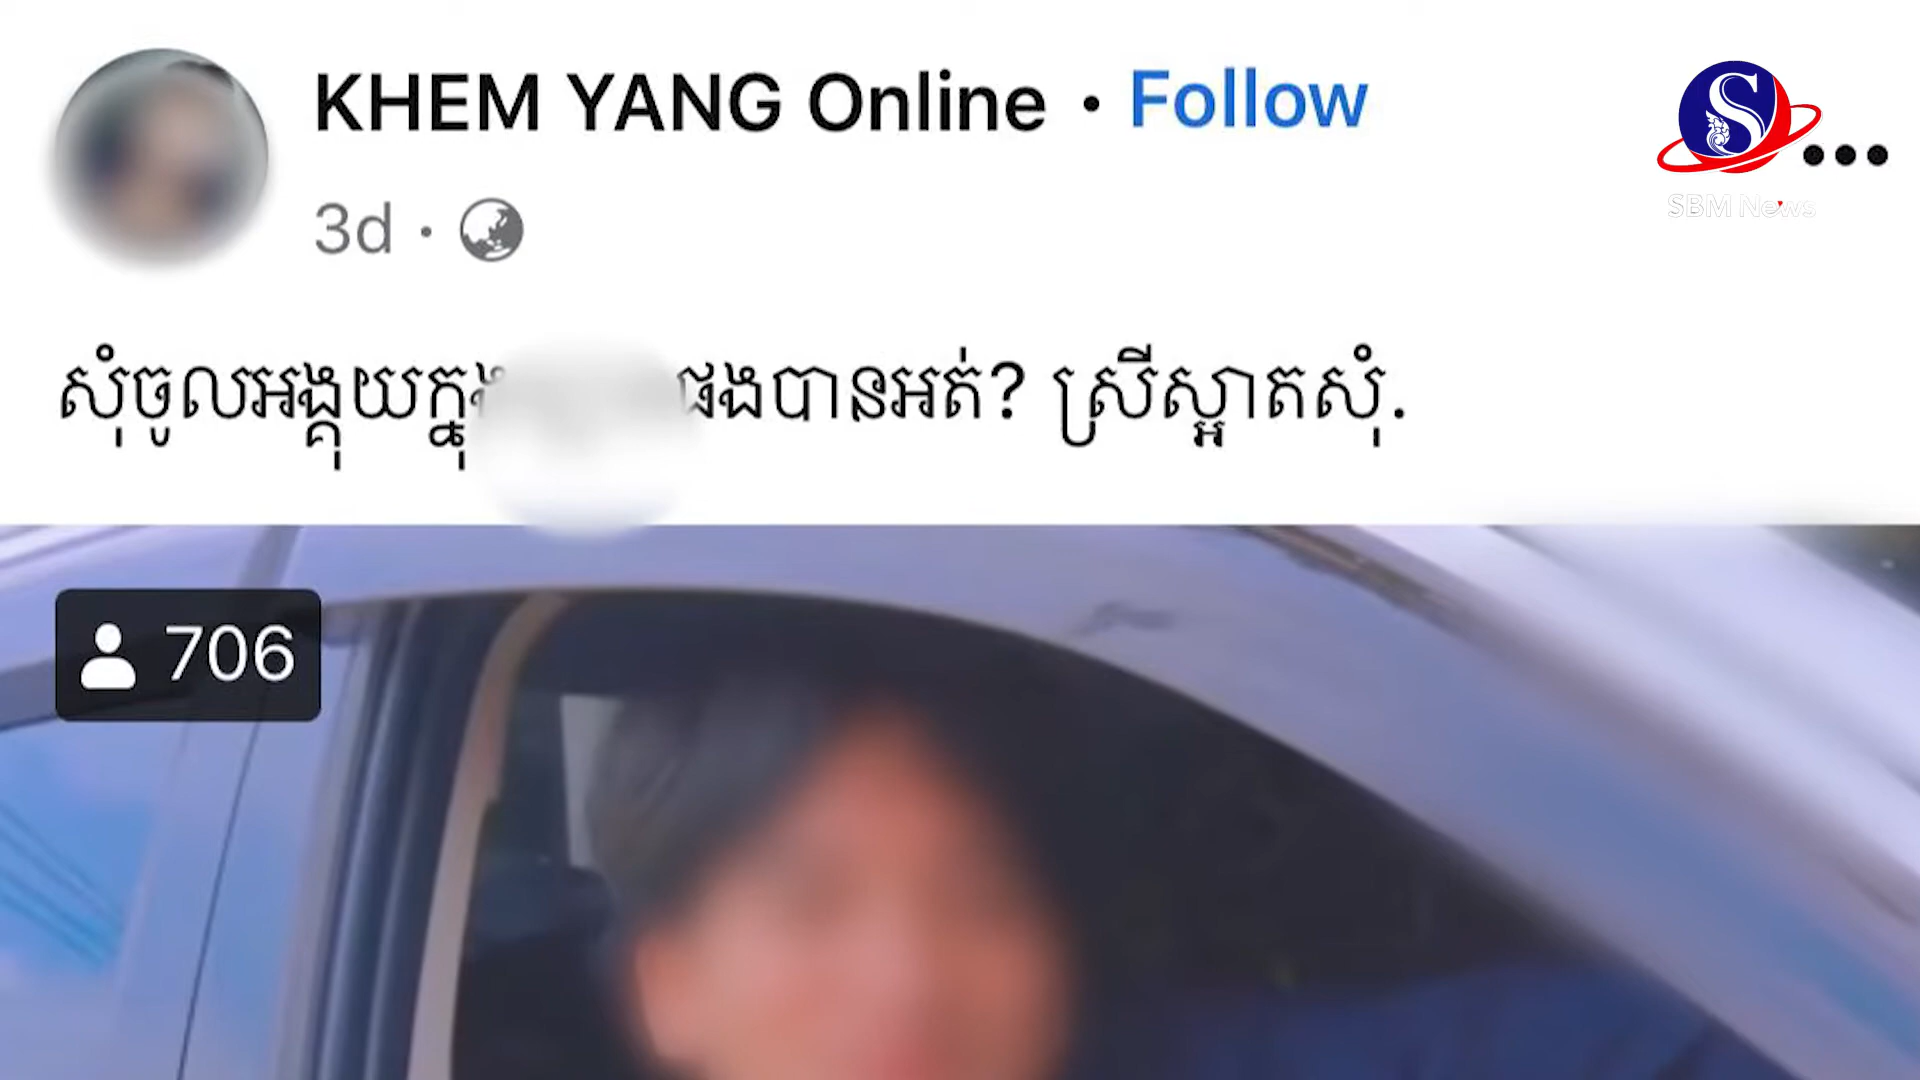 KHEM YANG Online · Follow
3d ·
SBM News
សុំចូលអង្គុយក្នុង ផងបានអត់? ស្រីស្អាតសុំ.
706